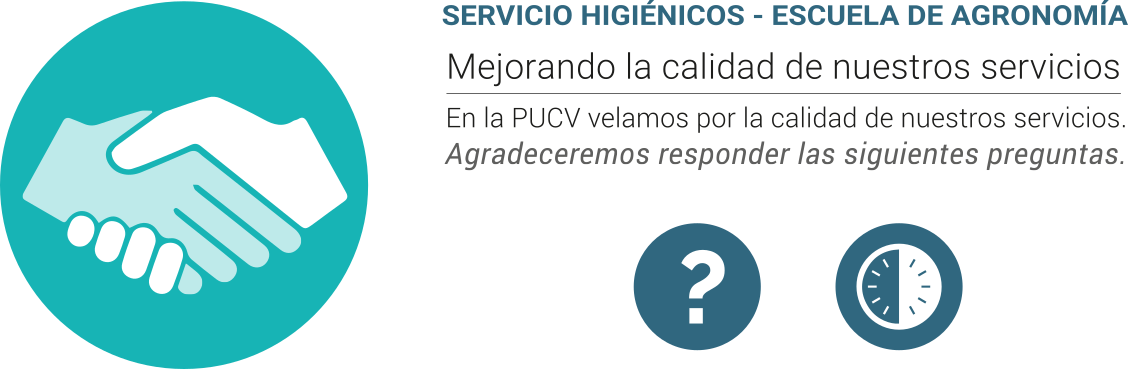 SERVICIO HIGIÉNICOS - ESCUELA DE AGRONOMÍA
Mejorando la calidad de nuestros servicios
En la PUCV velamos por la calidad de nuestros servicios.
Agradeceremos responder las siguientes preguntas.
?